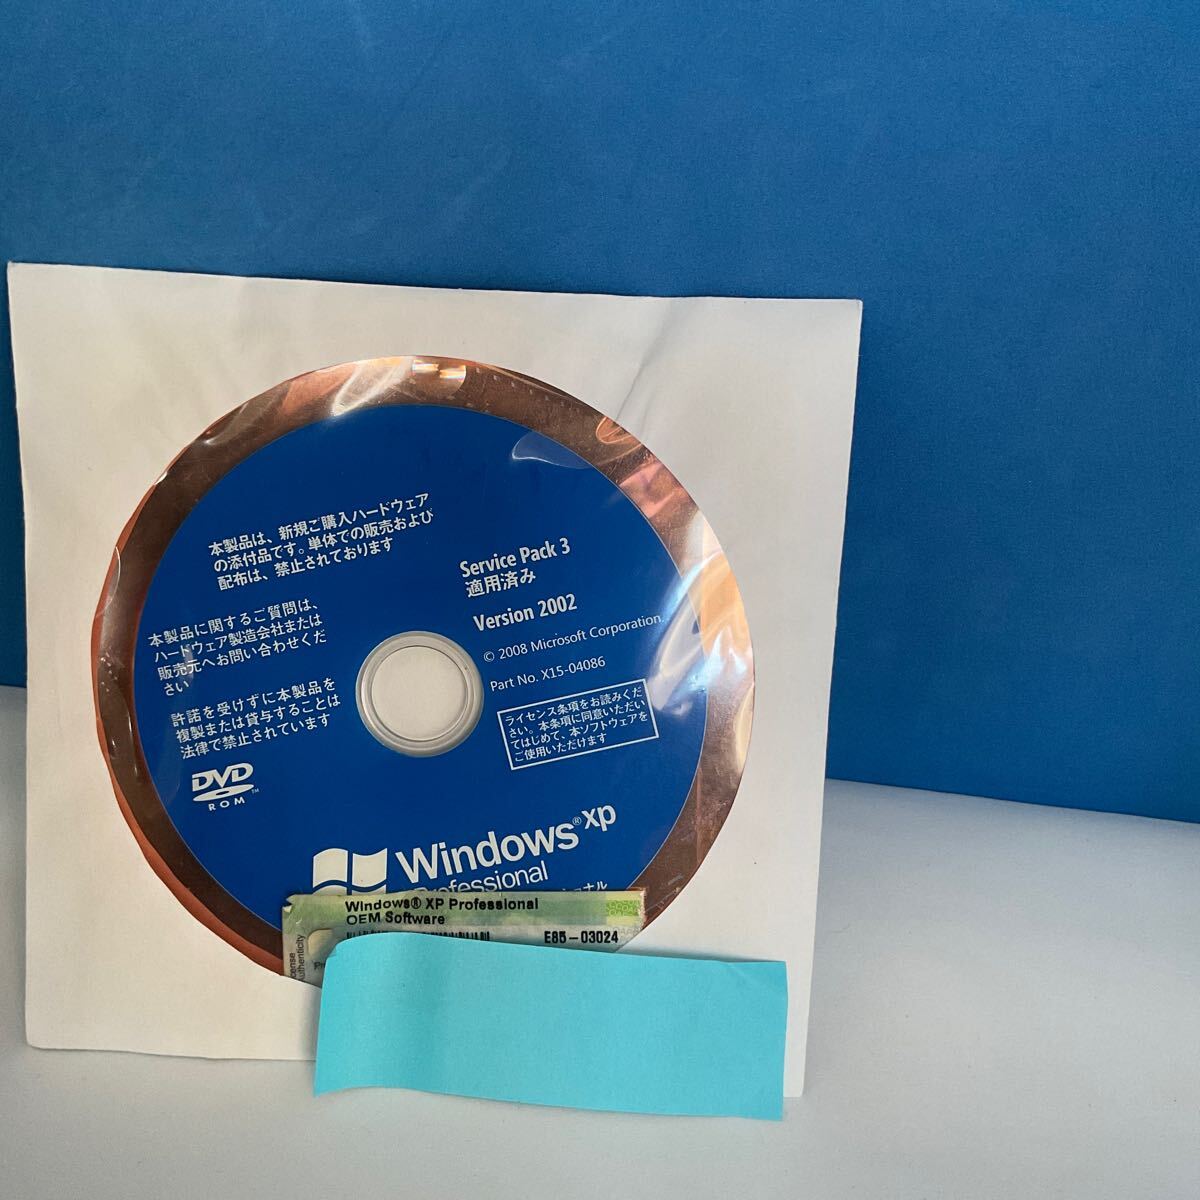 本製品は、新規ご購入ハードウェア
の添付品です。単体での販売および
配布は、禁止されております
本製品に関するご質問は、
ハードウェア製造会社または
販売元へお問い合わせくだ
さい
許諾を受けずに本製品を
複製または貸与することは
法律で禁止されています
DVD
ROM™
Service Pack 3
適用済み
Version 2002
© 2008 Microsoft Corporation.
Part No. X15-04086
ライセンス条項をお読みくだ
さい。本条項に同意いただい
てはじめて、本ソフトウェアを
ご使用いただけます
Windows® xp
Professional
Windows® XP Professional
OEM Software
E85-03024